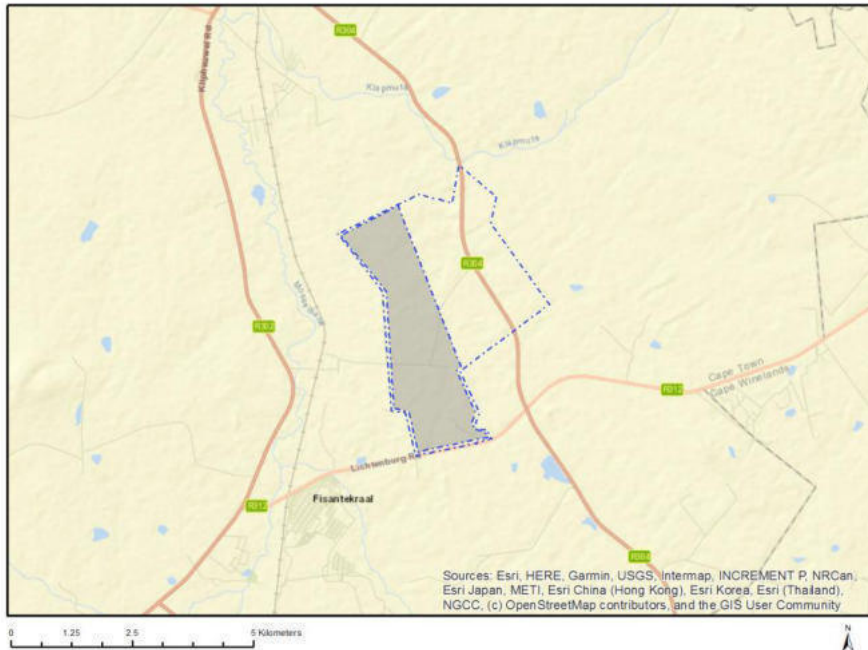 R304
Klipheuwel Rd
Klapmuts
Klapmuts
R304
R302
Cape Town
Cape Winelands
R312
Lichtenburg R
R312
Fisantekraal
R304
Sources: Esri, HERE, Garmin, USGS, Intermap, INCREMENT P, NRCan,
Esri Japan, METI, Esri China (Hong Kong), Esri Korea, Esri (Thailand),
NGCC, (c) OpenStreetMap contributors, and the GIS User Community
0 1.25 2.5 5 Kilometers
N